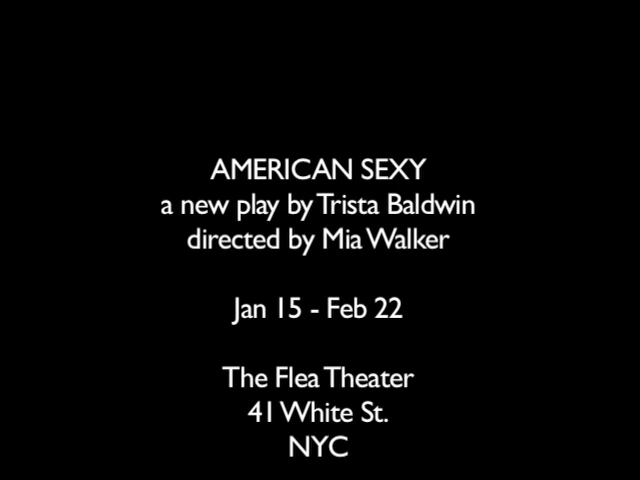 AMERICAN SEXY
a new play by Trista Baldwin
directed by Mia Walker
Jan 15 - Feb 22
The Flea Theater
41 White St.
NYC